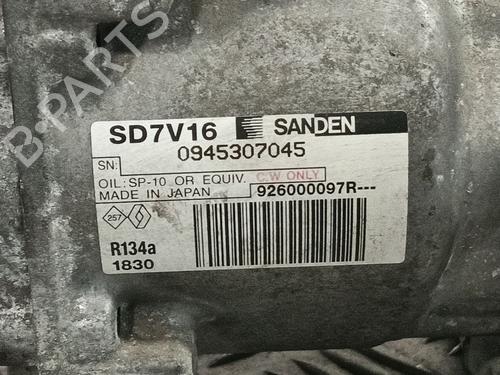 SD7V16 SANDEN
SN: 0945307045
OIL: SP-10 OR EQUIV. C.W ONLY
MADE IN JAPAN 926000097R---
257
R134a
1830
B-PARTS